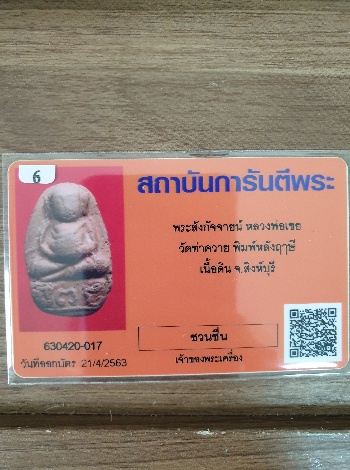 6
สถาบันการันตีพระ
พระสังกัจจายน์ หลวงพ่อเชย
วัดท่าควาย พิมพ์หลังฤาษี
เนื้อดิน จ.สิงห์บุรี
630420-017
วันที่ออกบัตร 21/4/2563
ชวนชื่น
เจ้าของพระเครื่อง